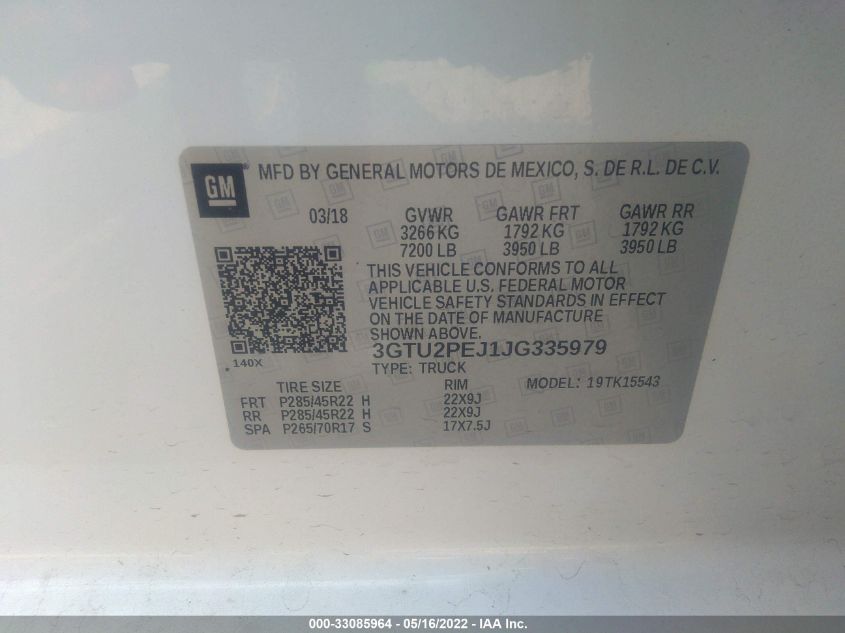 GM
MFD BY GENERAL MOTORS DE MEXICO, S. DE R.L. DE C.V.
03/18 GVWR GAWR FRT GAWR RR
3266 KG 1792 KG 1792 KG
7200 LB 3950 LB 3950 LB
THIS VEHICLE CONFORMS TO ALL
APPLICABLE U.S. FEDERAL MOTOR
VEHICLE SAFETY STANDARDS IN EFFECT
ON THE DATE OF MANUFACTURE
SHOWN ABOVE.
140X
3GTU2PEJ1JG335979
TYPE: TRUCK
TIRE SIZE RIM MODEL: 19TK15543
FRT P285/45R22 H 22X9J
RR P285/45R22 H 22X9J
SPA P265/70R17 S 17X7.5J
000-33085964 - 05/16/2022 - IAA Inc.